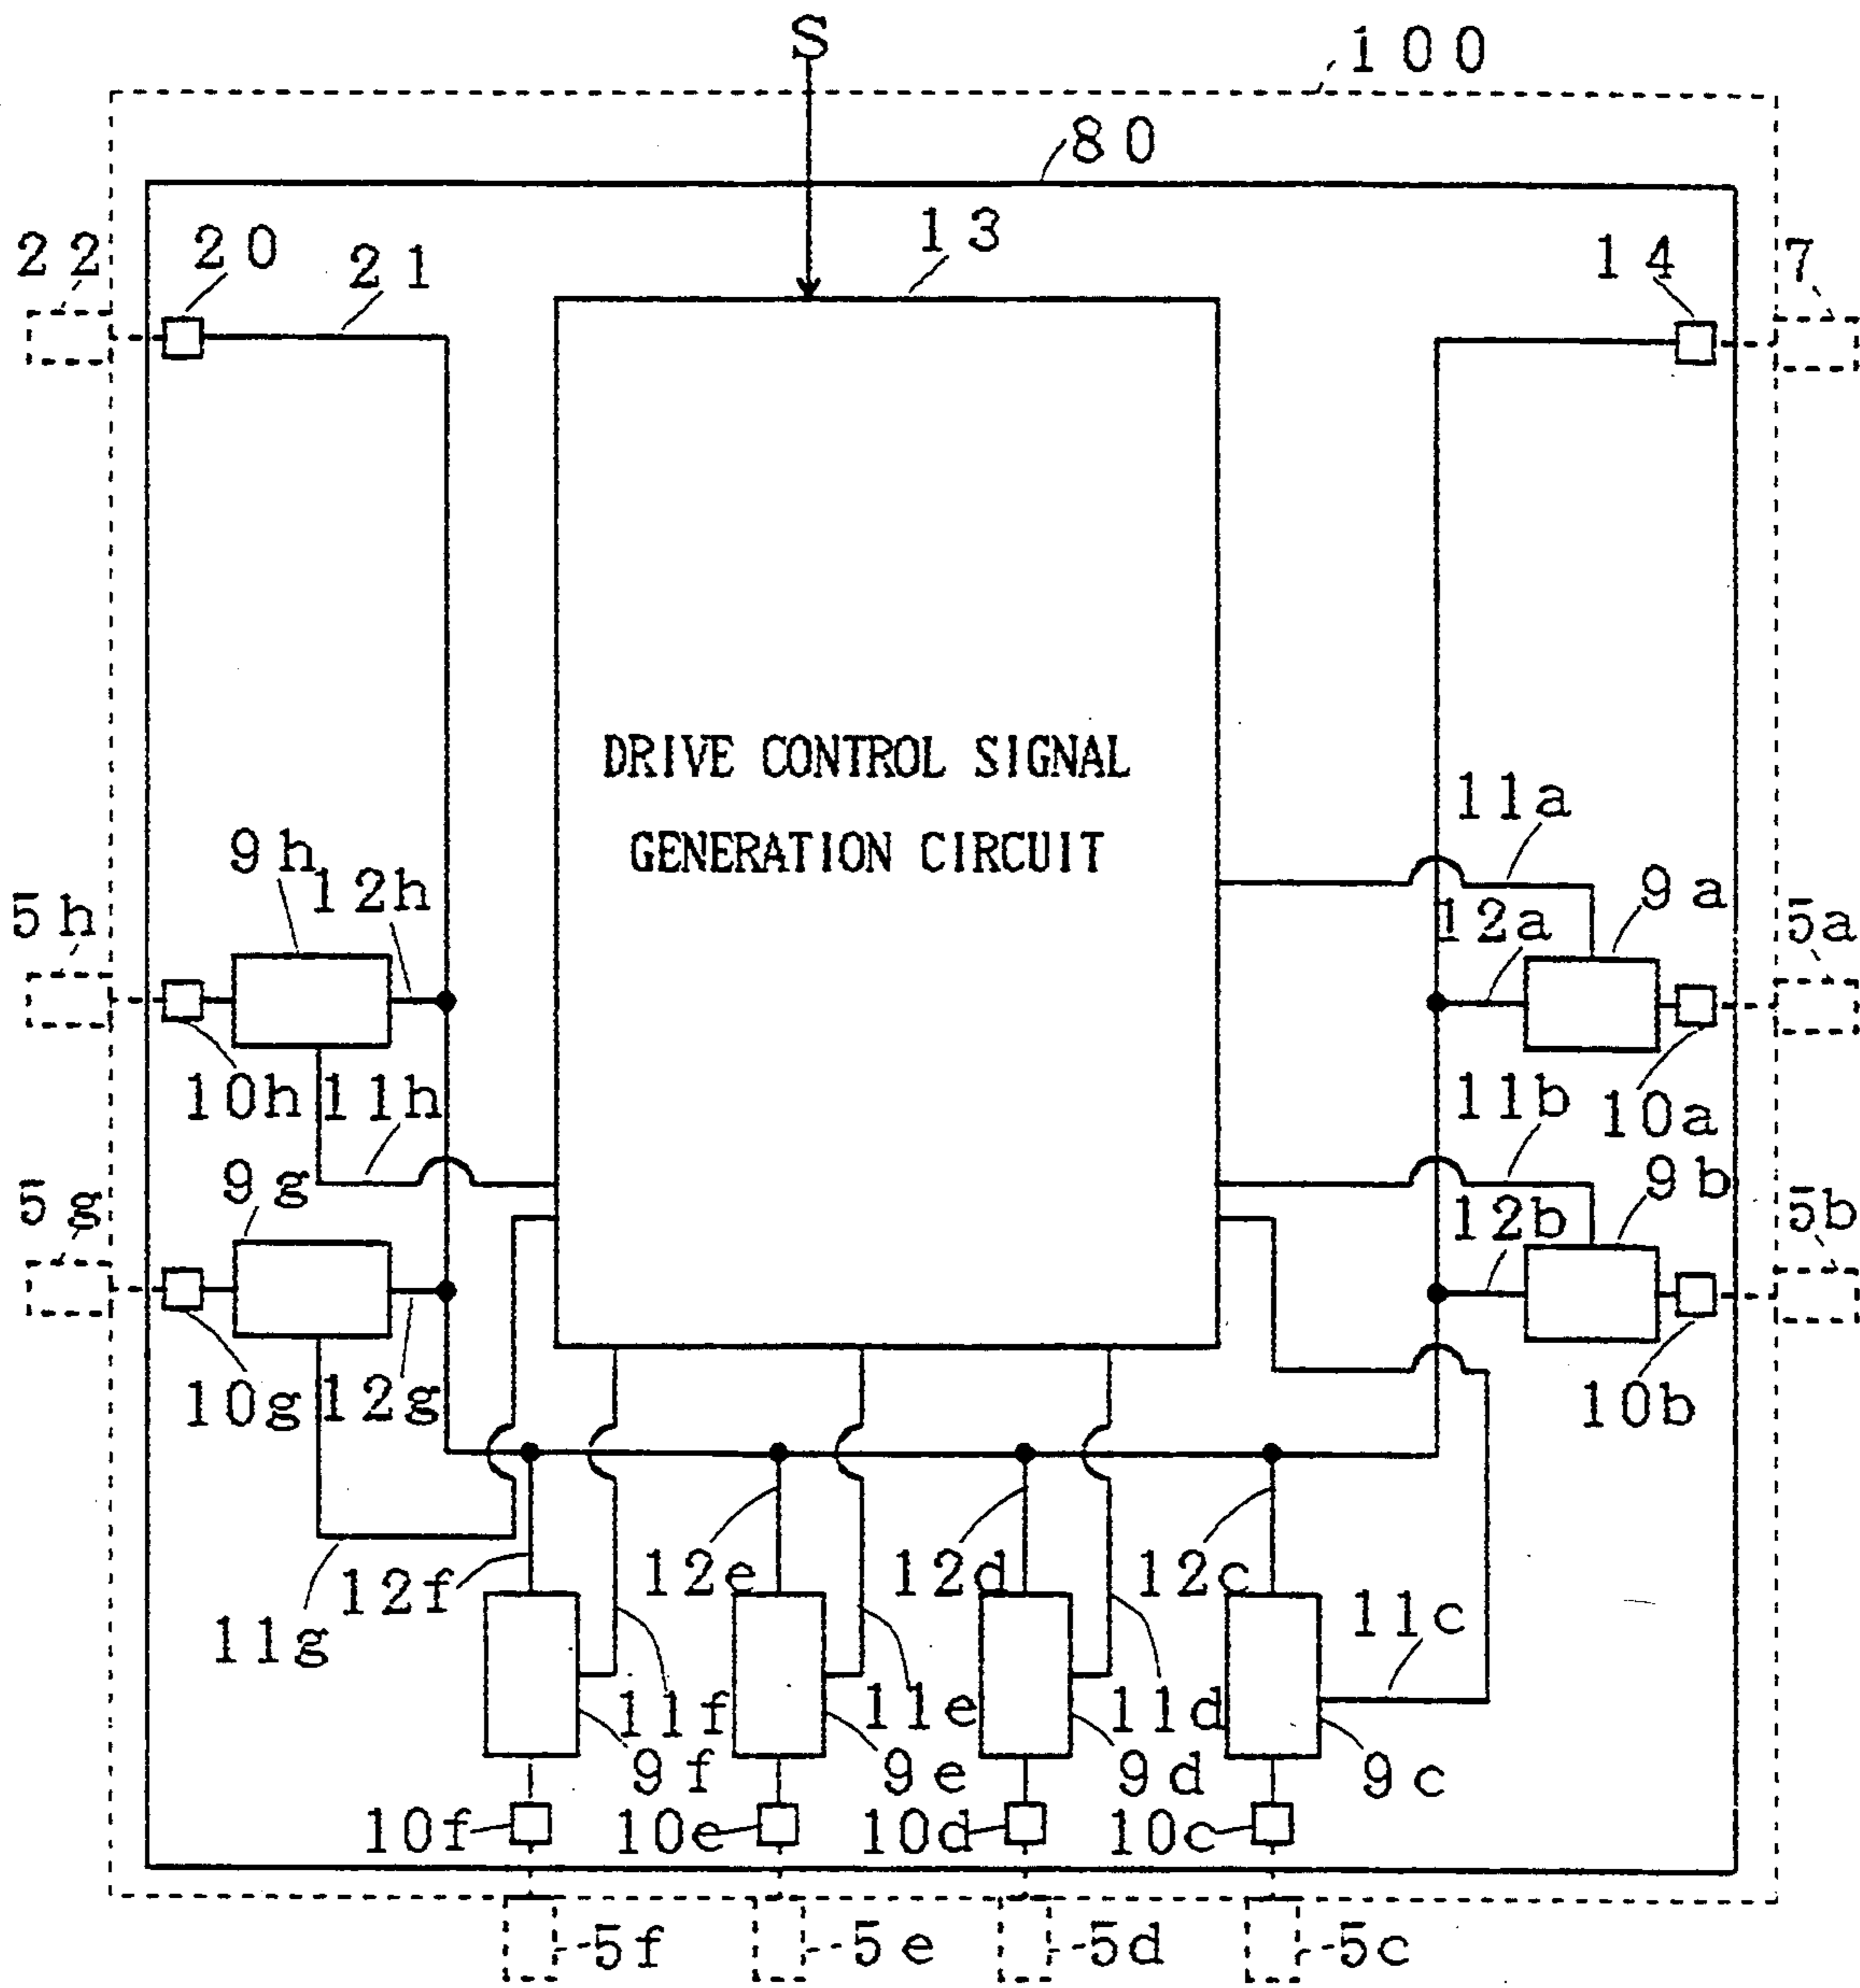 S
100
80
22
20
21
13
14
7
DRIVE CONTROL SIGNAL
GENERATION CIRCUIT
11a
9h
12h
12a
9a
5h
5a
10h
11h
11b
10a
5g
9g
12b
9b
5b
10g
12g
10b
12f
12e
12d
12c
11g
11c
11f
11e
11d
9f
9e
9d
9c
10f
10e
10d
10c
5f
5e
5d
5c